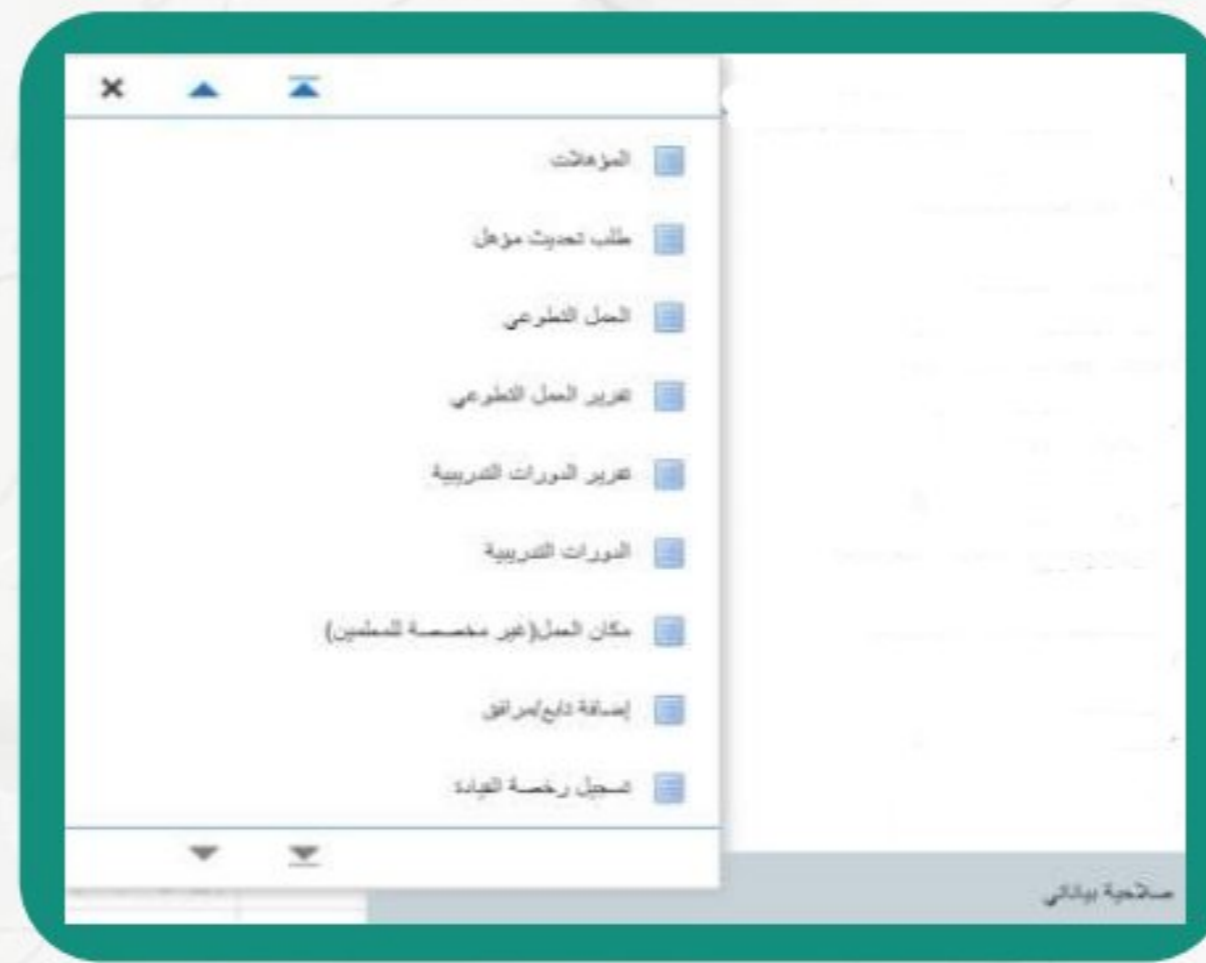 المؤهلات
طلب تحديث مؤهل
العمل التطوعي
تقرير العمل التطوعي
تقرير الدورات التدريبية
الدورات التدريبية
مكان العمل(غير مخصصة للمعلمين)
إضافة تابع/مرافق
تسجيل رخصة القيادة
صلاحية بياناتي